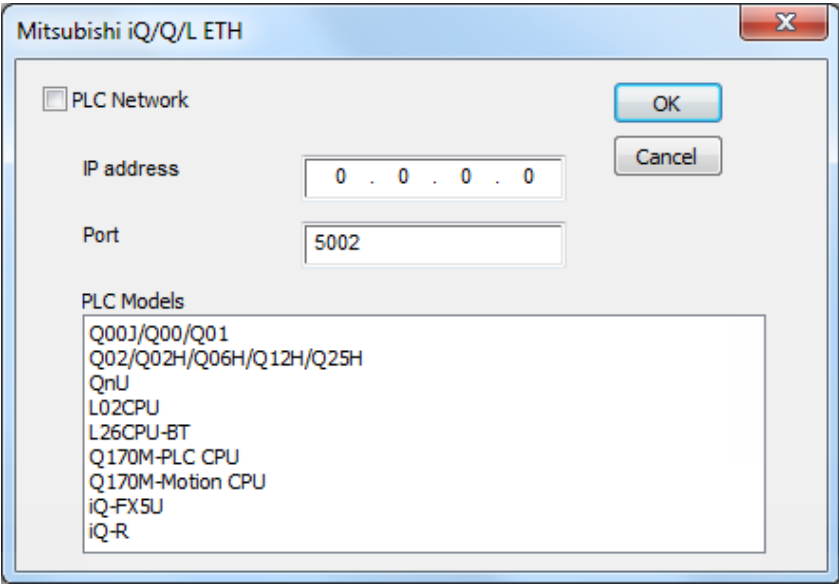 Mitsubishi iQ/Q/L ETH
PLC Network
OK
IP address
0 . 0 . 0 . 0
Cancel
Port
5002
PLC Models
Q00J/Q00/Q01
Q02/Q02H/Q06H/Q12H/Q25H
QnU
L02CPU
L26CPU-BT
Q170M-PLC CPU
Q170M-Motion CPU
iQ-FX5U
iQ-R